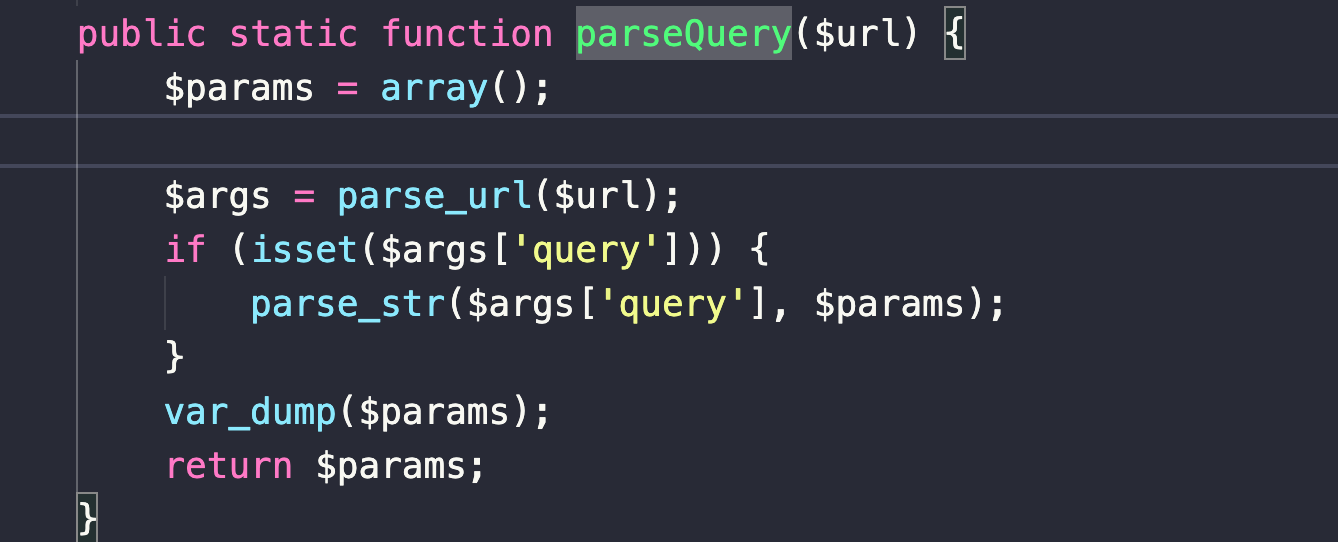 public static function parseQuery($url) {
    $params = array();

    $args = parse_url($url);
    if (isset($args['query'])) {
        parse_str($args['query'], $params);
    }
    var_dump($params);
    return $params;
}